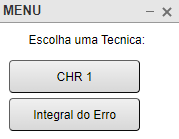 MENU
Escolha uma Tecnica:
CHR 1
Integral do Erro